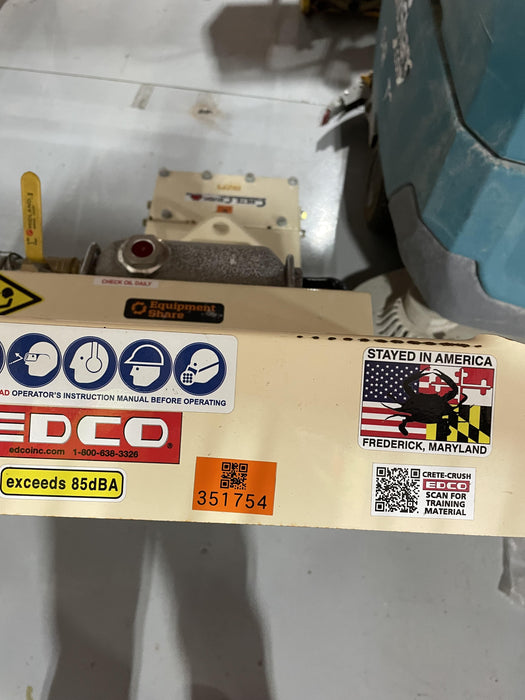 MIDLAND
CHECK OIL DAILY
Equipment
Share
AD OPERATOR'S INSTRUCTION MANUAL BEFORE OPERATING
EDCO
edcoinc.com 1-800-638-3326
exceeds 85dBA
351754
STAYED IN AMERICA
FREDERICK, MARYLAND
CRETE-CRUSH
EDCO
SCAN FOR
TRAINING
MATERIAL